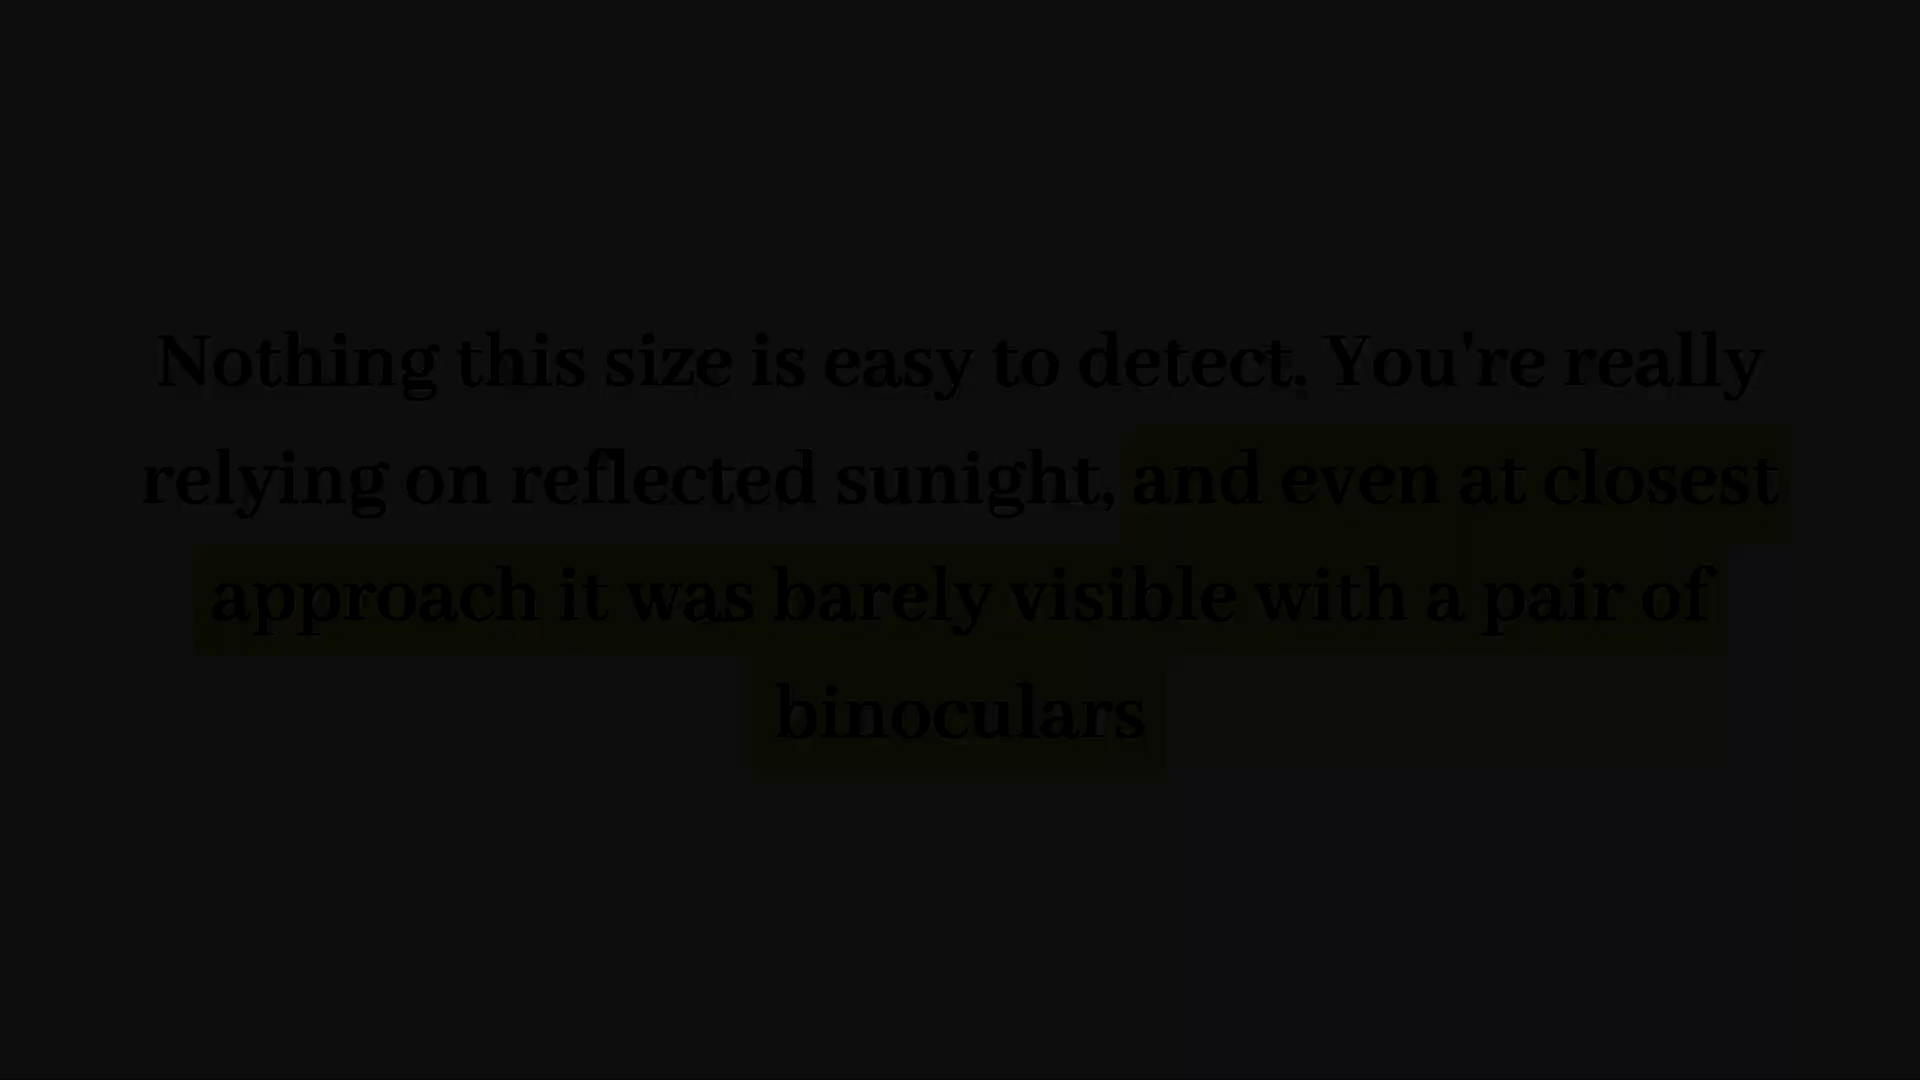 Nothing this size is easy to detect. You're really
relying on reflected sunight, and even at closest
approach it was barely visible with a pair of
binoculars